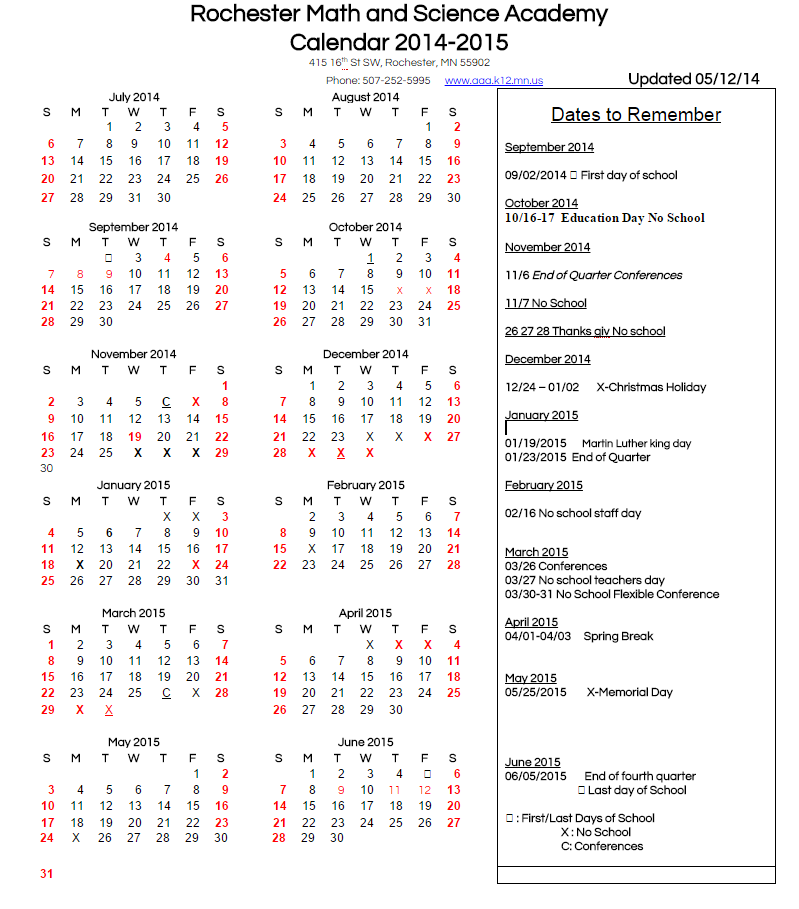 Rochester Math and Science Academy
Calendar 2014-2015
415 16th St SW, Rochester, MN 55902
Phone: 507-252-5995 www.aaa.k12.mn.us
Updated 05/12/14
July 2014
S M T W T F S
1 2 3 4 5
6 7 8 9 10 11 12
13 14 15 16 17 18 19
20 21 22 23 24 25 26
27 28 29 31 30
August 2014
S M T W T F S
1 2
3 4 5 6 7 8 9
10 11 12 13 14 15 16
17 18 19 20 21 22 23
24 25 26 27 28 29 30
September 2014
S M T W T F S
□ 3 4 5 6
7 8 9 10 11 12 13
14 15 16 17 18 19 20
21 22 23 24 25 26 27
28 29 30
October 2014
S M T W T F S
1 2 3 4
5 6 7 8 9 10 11
12 13 14 15 X X 18
19 20 21 22 23 24 25
26 27 28 29 30 31
November 2014
S M T W T F S
1
2 3 4 5 C X 8
9 10 11 12 13 14 15
16 17 18 19 20 21 22
23 24 25 X X X 29
30
December 2014
S M T W T F S
1 2 3 4 5 6
7 8 9 10 11 12 13
14 15 16 17 18 19 20
21 22 23 X X X 27
28 X X X
January 2015
S M T W T F S
X X 3
4 5 6 7 8 9 10
11 12 13 14 15 16 17
18 X 20 21 22 X 24
25 26 27 28 29 30 31
February 2015
S M T W T F S
2 3 4 5 6 7
8 9 10 11 12 13 14
15 X 17 18 19 20 21
22 23 24 25 26 27 28
March 2015
S M T W T F S
1 2 3 4 5 6 7
8 9 10 11 12 13 14
15 16 17 18 19 20 21
22 23 24 25 C X 28
29 X X
April 2015
S M T W T F S
X X X 4
5 6 7 8 9 10 11
12 13 14 15 16 17 18
19 20 21 22 23 24 25
26 27 28 29 30
May 2015
S M T W T F S
1 2
3 4 5 6 7 8 9
10 11 12 13 14 15 16
17 18 19 20 21 22 23
24 X 26 27 28 29 30
31
June 2015
S M T W T F S
1 2 3 4 □ 6
7 8 9 10 11 12 13
14 15 16 17 18 19 20
21 22 23 24 25 26 27
28 29 30
Dates to Remember
September 2014
09/02/2014 □ First day of school
October 2014
10/16-17 Education Day No School
November 2014
11/6 End of Quarter Conferences
11/7 No School
26 27 28 Thanks giv No school
December 2014
12/24 – 01/02 X-Christmas Holiday
January 2015
01/19/2015 Martin Luther king day
01/23/2015 End of Quarter
February 2015
02/16 No school staff day
March 2015
03/26 Conferences
03/27 No school teachers day
03/30-31 No School Flexible Conference
April 2015
04/01-04/03 Spring Break
May 2015
05/25/2015 X-Memorial Day
June 2015
06/05/2015 End of fourth quarter
□ Last day of School
□ : First/Last Days of School
X : No School
C: Conferences